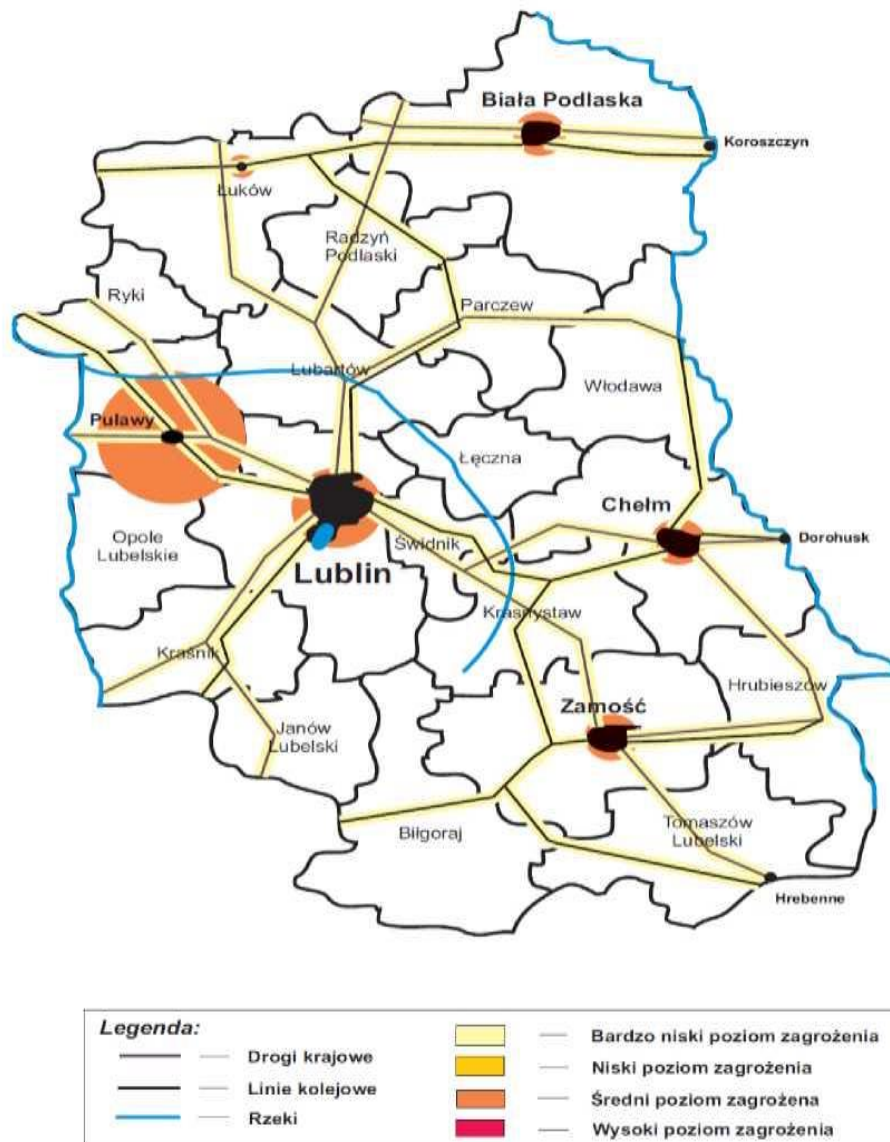 Biała Podlaska
Koroszczyn
Łuków
Radzyń
Podlaski
Ryki
Parczew
Lubartów
Włodawa
Puławy
Łęczna
Chełm
Opole
Lubelskie
Świdnik
Dorohusk
Lublin
Krasnystaw
Kraśnik
Hrubieszów
Zamość
Janów
Lubelski
Biłgoraj
Tomaszów
Lubelski
Hrebenne
Legenda:
Drogi krajowe
Linie kolejowe
Rzeki
Bardzo niski poziom zagrożenia
Niski poziom zagrożenia
Średni poziom zagrożena
Wysoki poziom zagrożenia